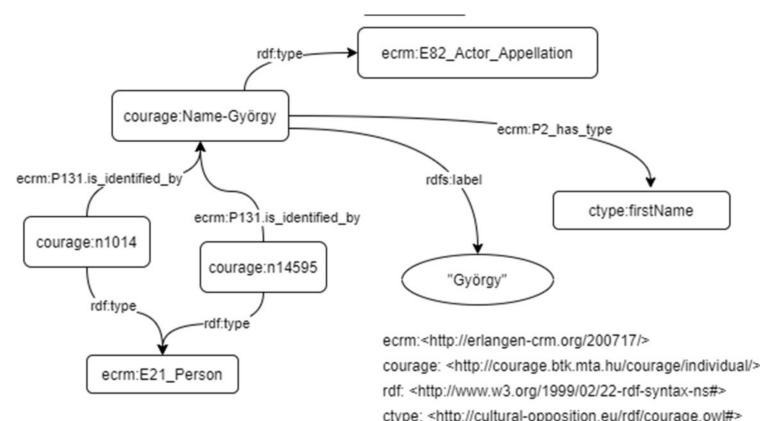 rdf:type
ecrm:E82_Actor_Appellation
courage:Name-György
ecrm:P2_has_type
ecrm:P131.is_identified_by
rdfs:label
ecrm:P131.is_identified_by
ctype:firstName
courage:n1014
courage:n14595
"György"
rdf:type
rdf:type
ecrm:E21_Person
ecrm:<http://erlangen-crm.org/200717/>
courage: <http://courage.btk.mta.hu/courage/individual/>
rdf: <http://www.w3.org/1999/02/22-rdf-syntax-ns#>
ctype: <http://cultural-opposition.eu/rdf/courage.owl#>